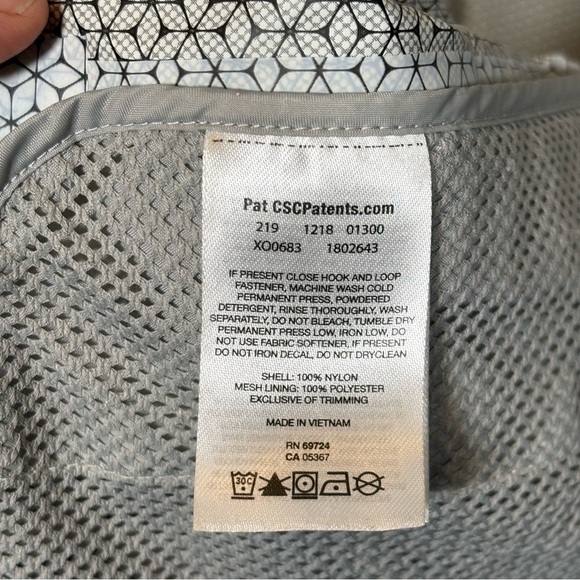 Pat CSCPatents.com
219 1218 01300
XO0683 1802643
IF PRESENT CLOSE HOOK AND LOOP
FASTENER, MACHINE WASH COLD
PERMANENT PRESS, POWDERED
DETERGENT, RINSE THOROUGHLY, WASH
SEPARATELY, DO NOT BLEACH, TUMBLE DRY
PERMANENT PRESS LOW, IRON LOW, DO
NOT USE FABRIC SOFTENER, IF PRESENT
DO NOT IRON DECAL, DO NOT DRYCLEAN
SHELL: 100% NYLON
MESH LINING: 100% POLYESTER
EXCLUSIVE OF TRIMMING
MADE IN VIETNAM
RN 69724
CA 05367
30C